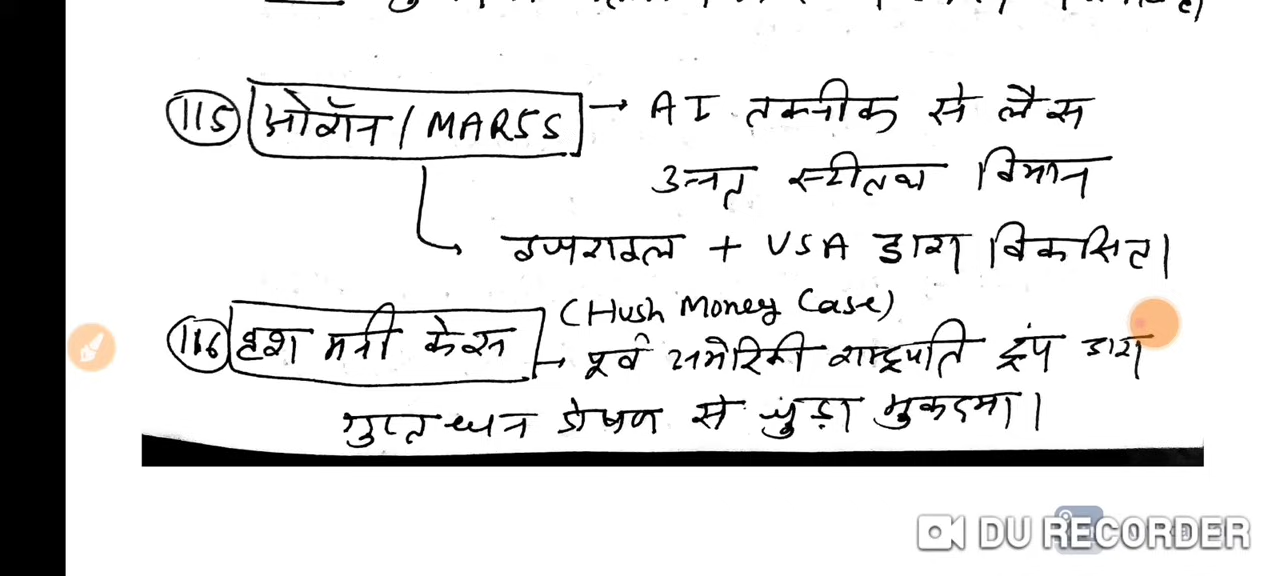 115 ओरॉन / MARSS → AI तकनीक से लैस
उन्नत स्टील्थ विमान
इजराइल + USA द्वारा विकसित।
(Hush Money Case)
116 हश मनी केस → पूर्व अमेरिकी राष्ट्रपति ट्रंप द्वारा
गुप्त धन प्रेषण से जुड़ा मुकदमा।
DU RECORDER